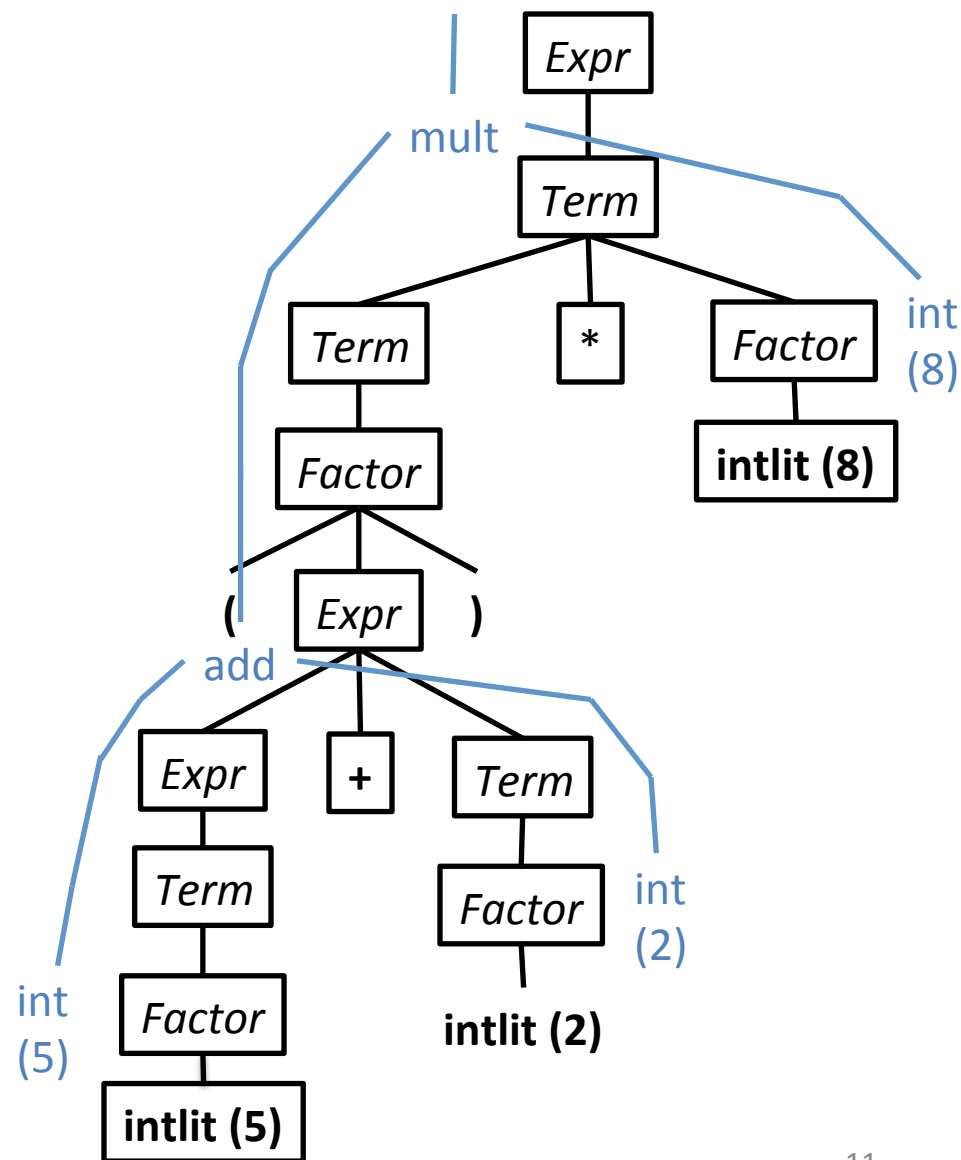 Expr
mult
Term
Term
*
Factor
int
(8)
Factor
intlit (8)
(
Expr
)
add
Expr
+
Term
Term
Factor
int
(2)
int
(5)
Factor
intlit (2)
intlit (5)
11